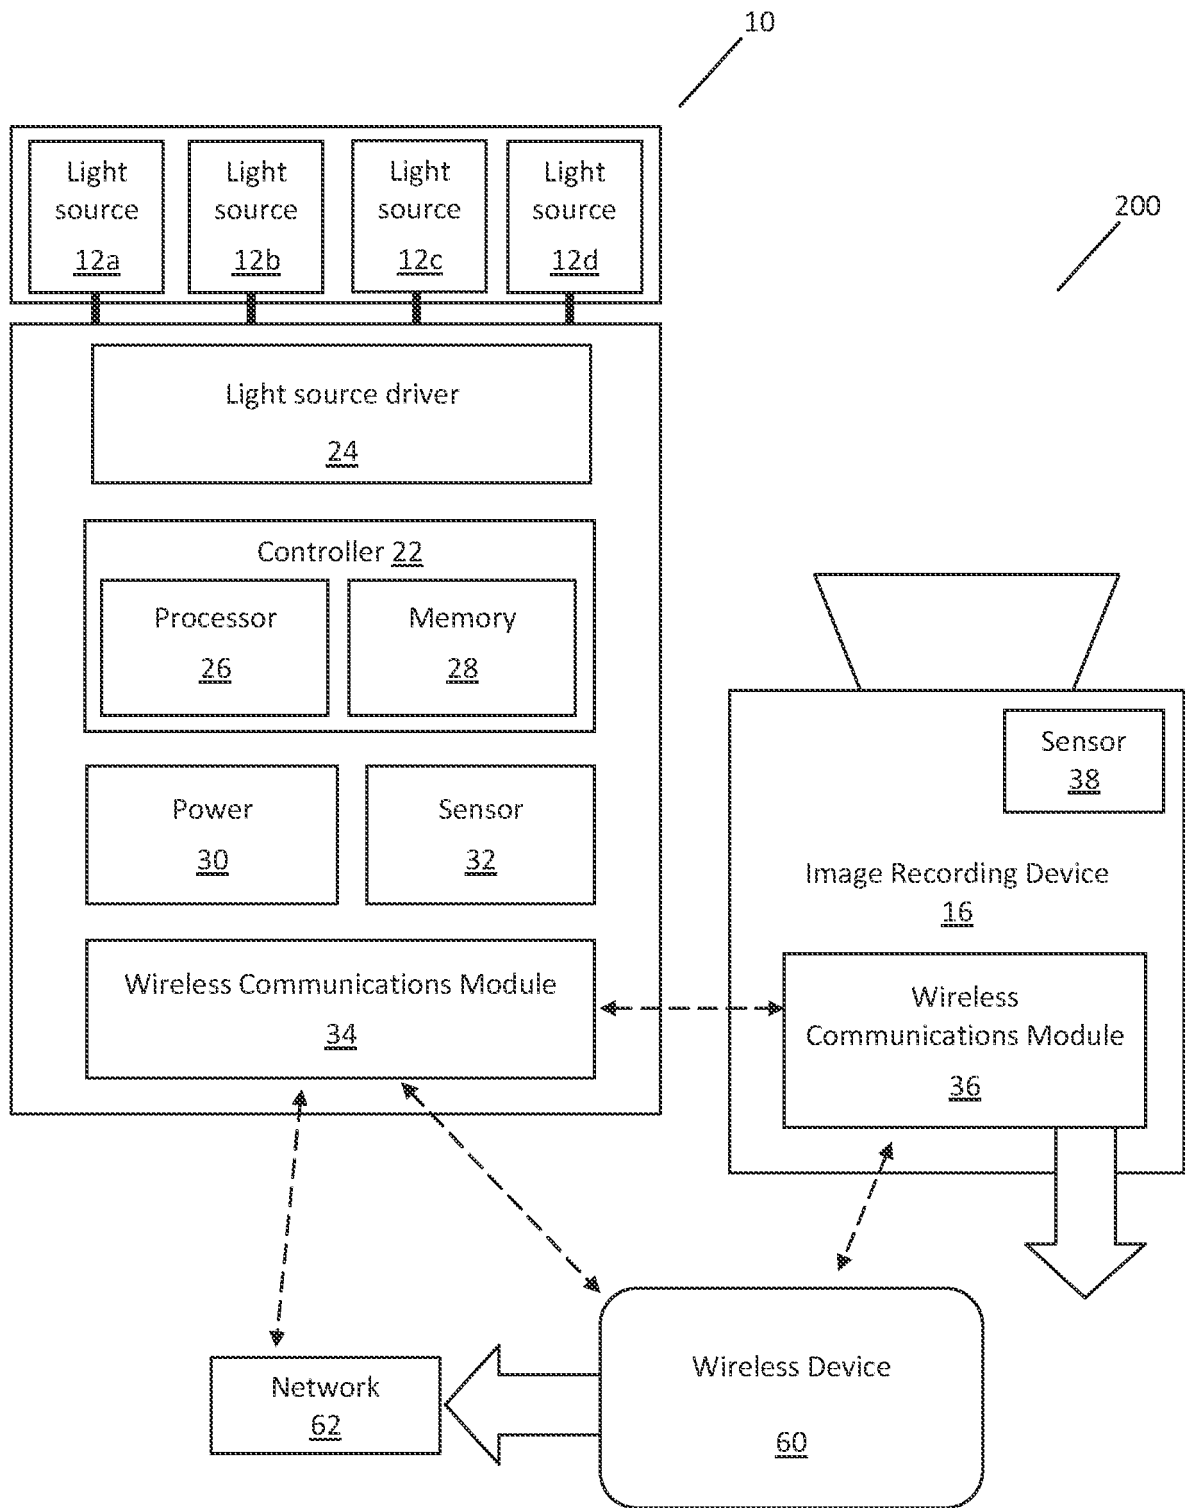 10
200
Light source 12a
Light source 12b
Light source 12c
Light source 12d
Light source driver
24
Controller 22
Processor
26
Memory
28
Power
30
Sensor
32
Wireless Communications Module
34
Sensor
38
Image Recording Device
16
Wireless
Communications Module
36
Network
62
Wireless Device
60